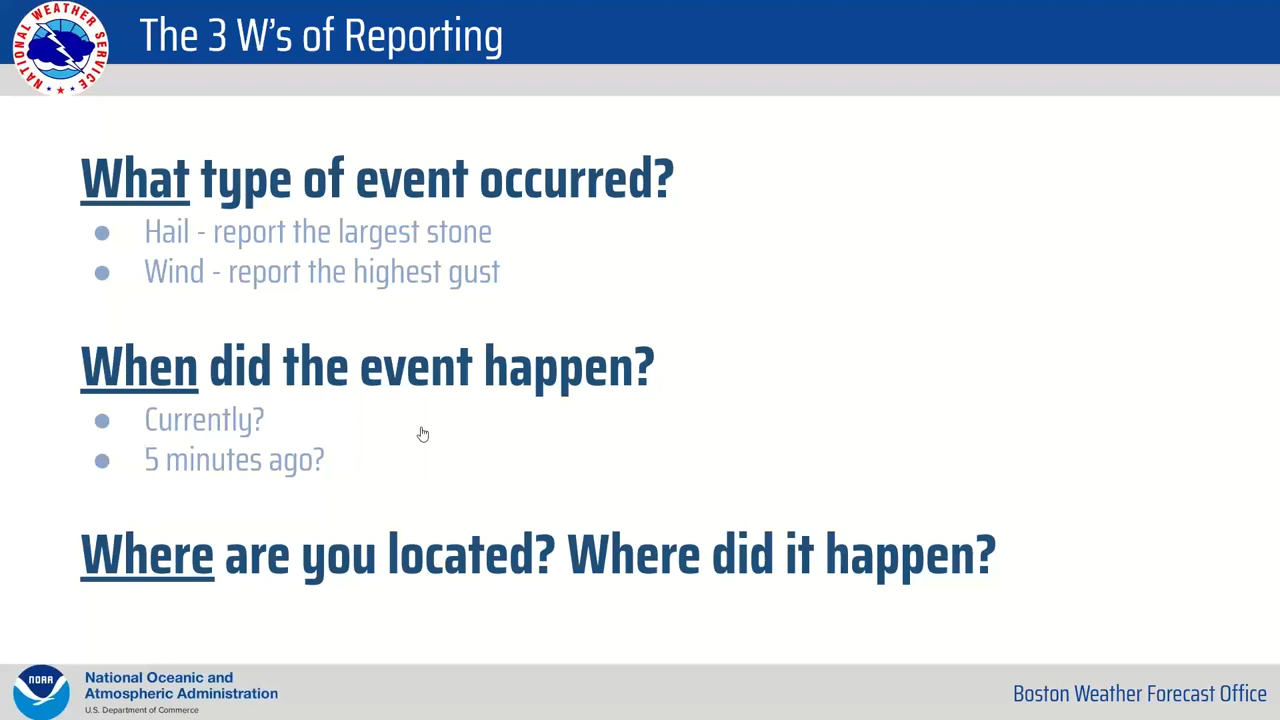 NATIONAL WEATHER SERVICE
The 3 W's of Reporting
What type of event occurred?
● Hail - report the largest stone
● Wind - report the highest gust
When did the event happen?
● Currently?
● 5 minutes ago?
Where are you located? Where did it happen?
NOAA
National Oceanic and
Atmospheric Administration
U.S. Department of Commerce
Boston Weather Forecast Office